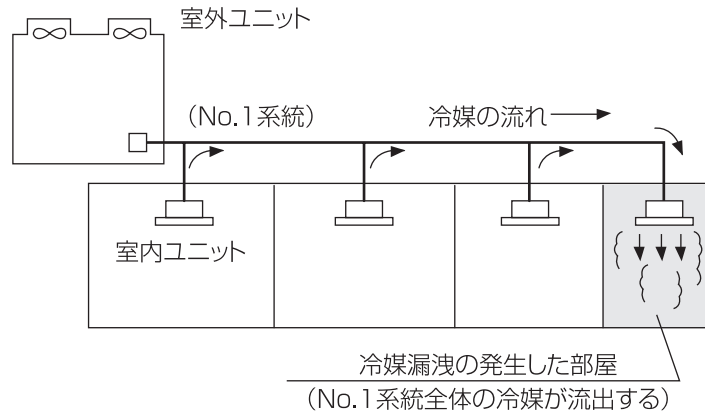 室外ユニット
(No.1系統)
冷媒の流れ
室内ユニット
冷媒漏洩の発生した部屋
(No.1系統全体の冷媒が流出する)